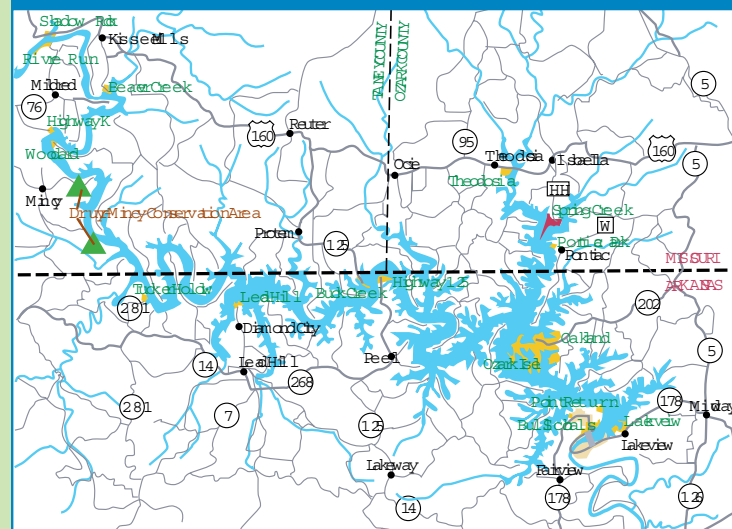 Shadow Rock
Kissee Mills
River Run
Mildred
Beaver Creek
76
Highway K
Woodard
Mincy
Drury-Mincy Conservation Area
160
Reuter
TANEY COUNTY
OZARK COUNTY
Ocie
95
Theodosia
Theodosia
Isabella
160
5
5
HH
Spring Creek
W
Pontiac Park
Pontiac
Protem
125
MISSOURI
ARKANSAS
Tucker Hollow
281
Lead Hill
Buck Creek
Highway 125
202
Diamond City
Lead Hill
14
268
Peel
Ozark Isle
Oakland
5
281
7
125
Point Return
Bull Shoals
Lakeview
Lakeview
178
Midway
Lakeway
14
Fairview
178
126